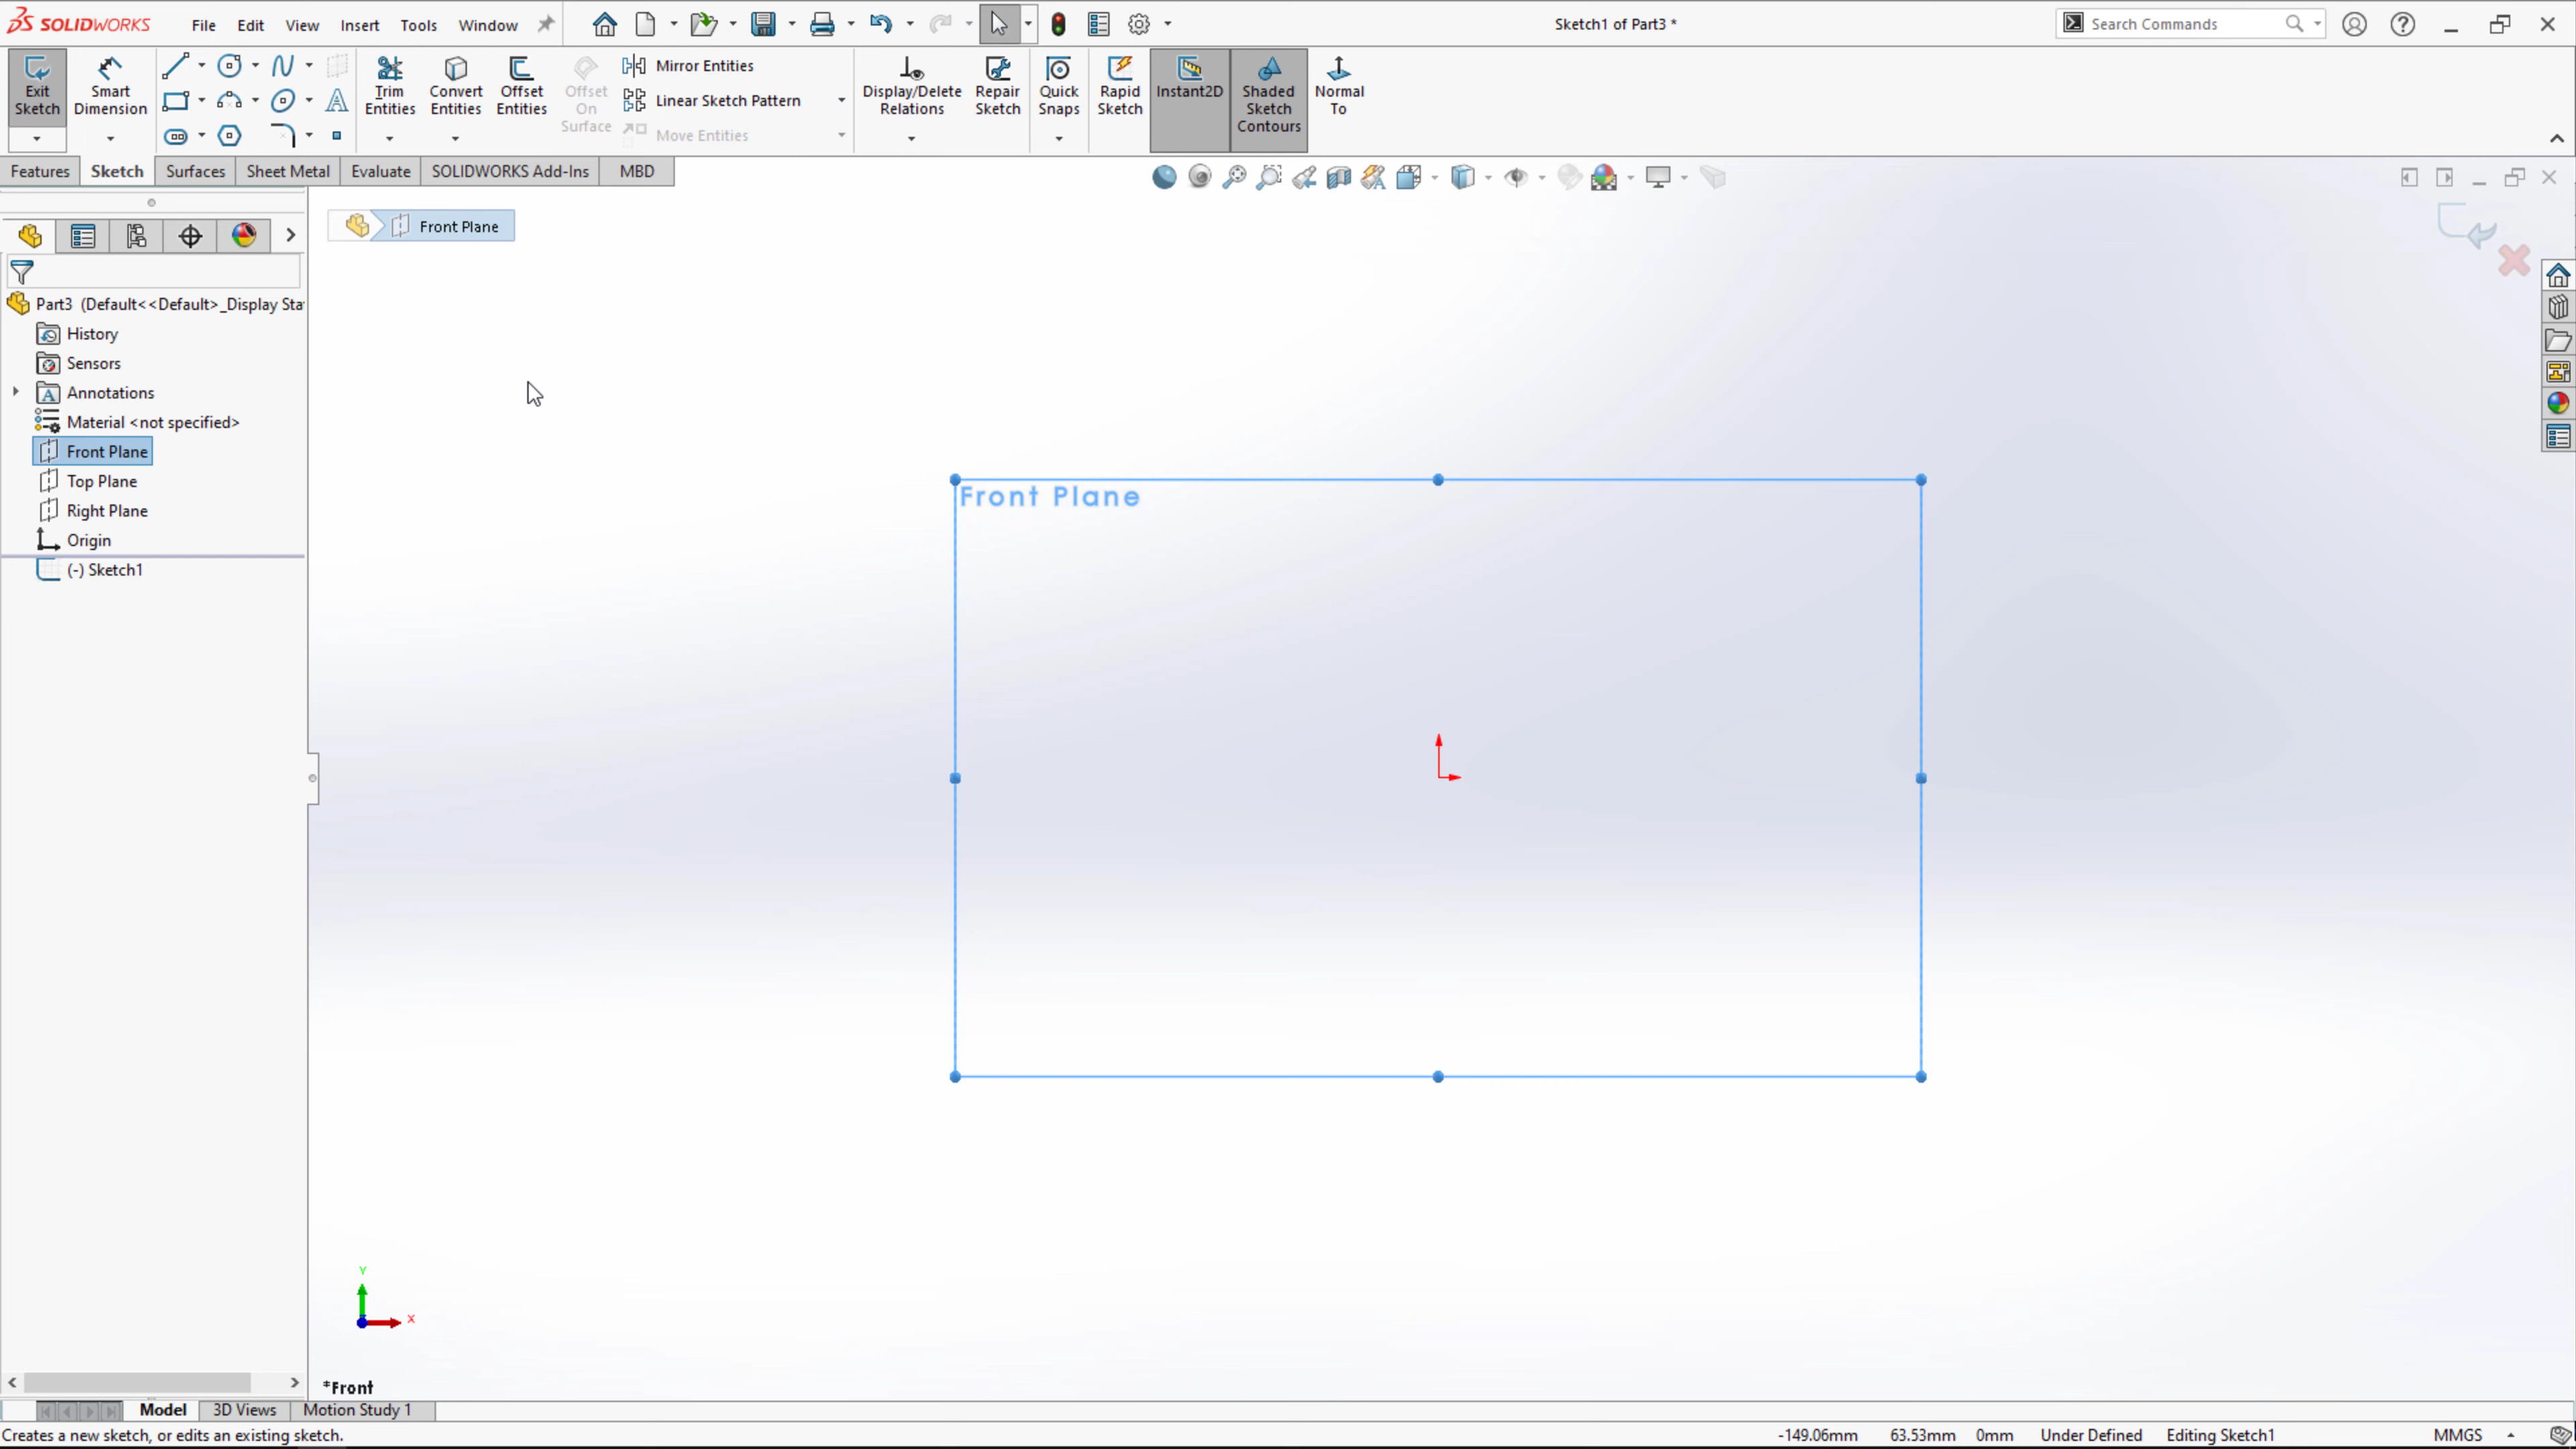 SOLIDWORKS File Edit View Insert Tools Window Sketch1 of Part3 * Search Commands
Exit Sketch
Smart Dimension
Trim Entities
Convert Entities
Offset Entities
Offset On Surface
Mirror Entities
Linear Sketch Pattern
Move Entities
Display/Delete Relations
Repair Sketch
Quick Snaps
Rapid Sketch
Instant2D
Shaded Sketch Contours
Normal To
Features Sketch Surfaces Sheet Metal Evaluate SOLIDWORKS Add-Ins MBD
Front Plane
Part3 (Default<<Default>_Display Sta
History
Sensors
Annotations
Material <not specified>
Front Plane
Top Plane
Right Plane
Origin
(-) Sketch1
Front Plane
Y
X
*Front
Model 3D Views Motion Study 1
Creates a new sketch, or edits an existing sketch. -149.06mm 63.53mm 0mm Under Defined Editing Sketch1 MMGS